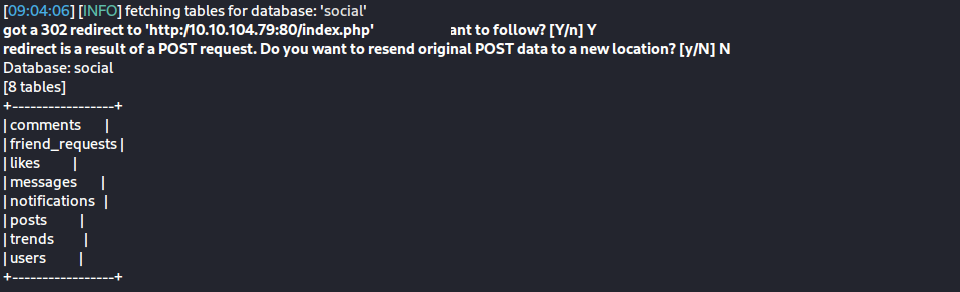 [09:04:06] [INFO] fetching tables for database: 'social'
got a 302 redirect to 'http://10.10.104.79:80/index.php' ant to follow? [Y/n] Y
redirect is a result of a POST request. Do you want to resend original POST data to a new location? [y/N] N
Database: social
[8 tables]
+-----------------+
| comments |
| friend_requests |
| likes |
| messages |
| notifications |
| posts |
| trends |
| users |
+-----------------+